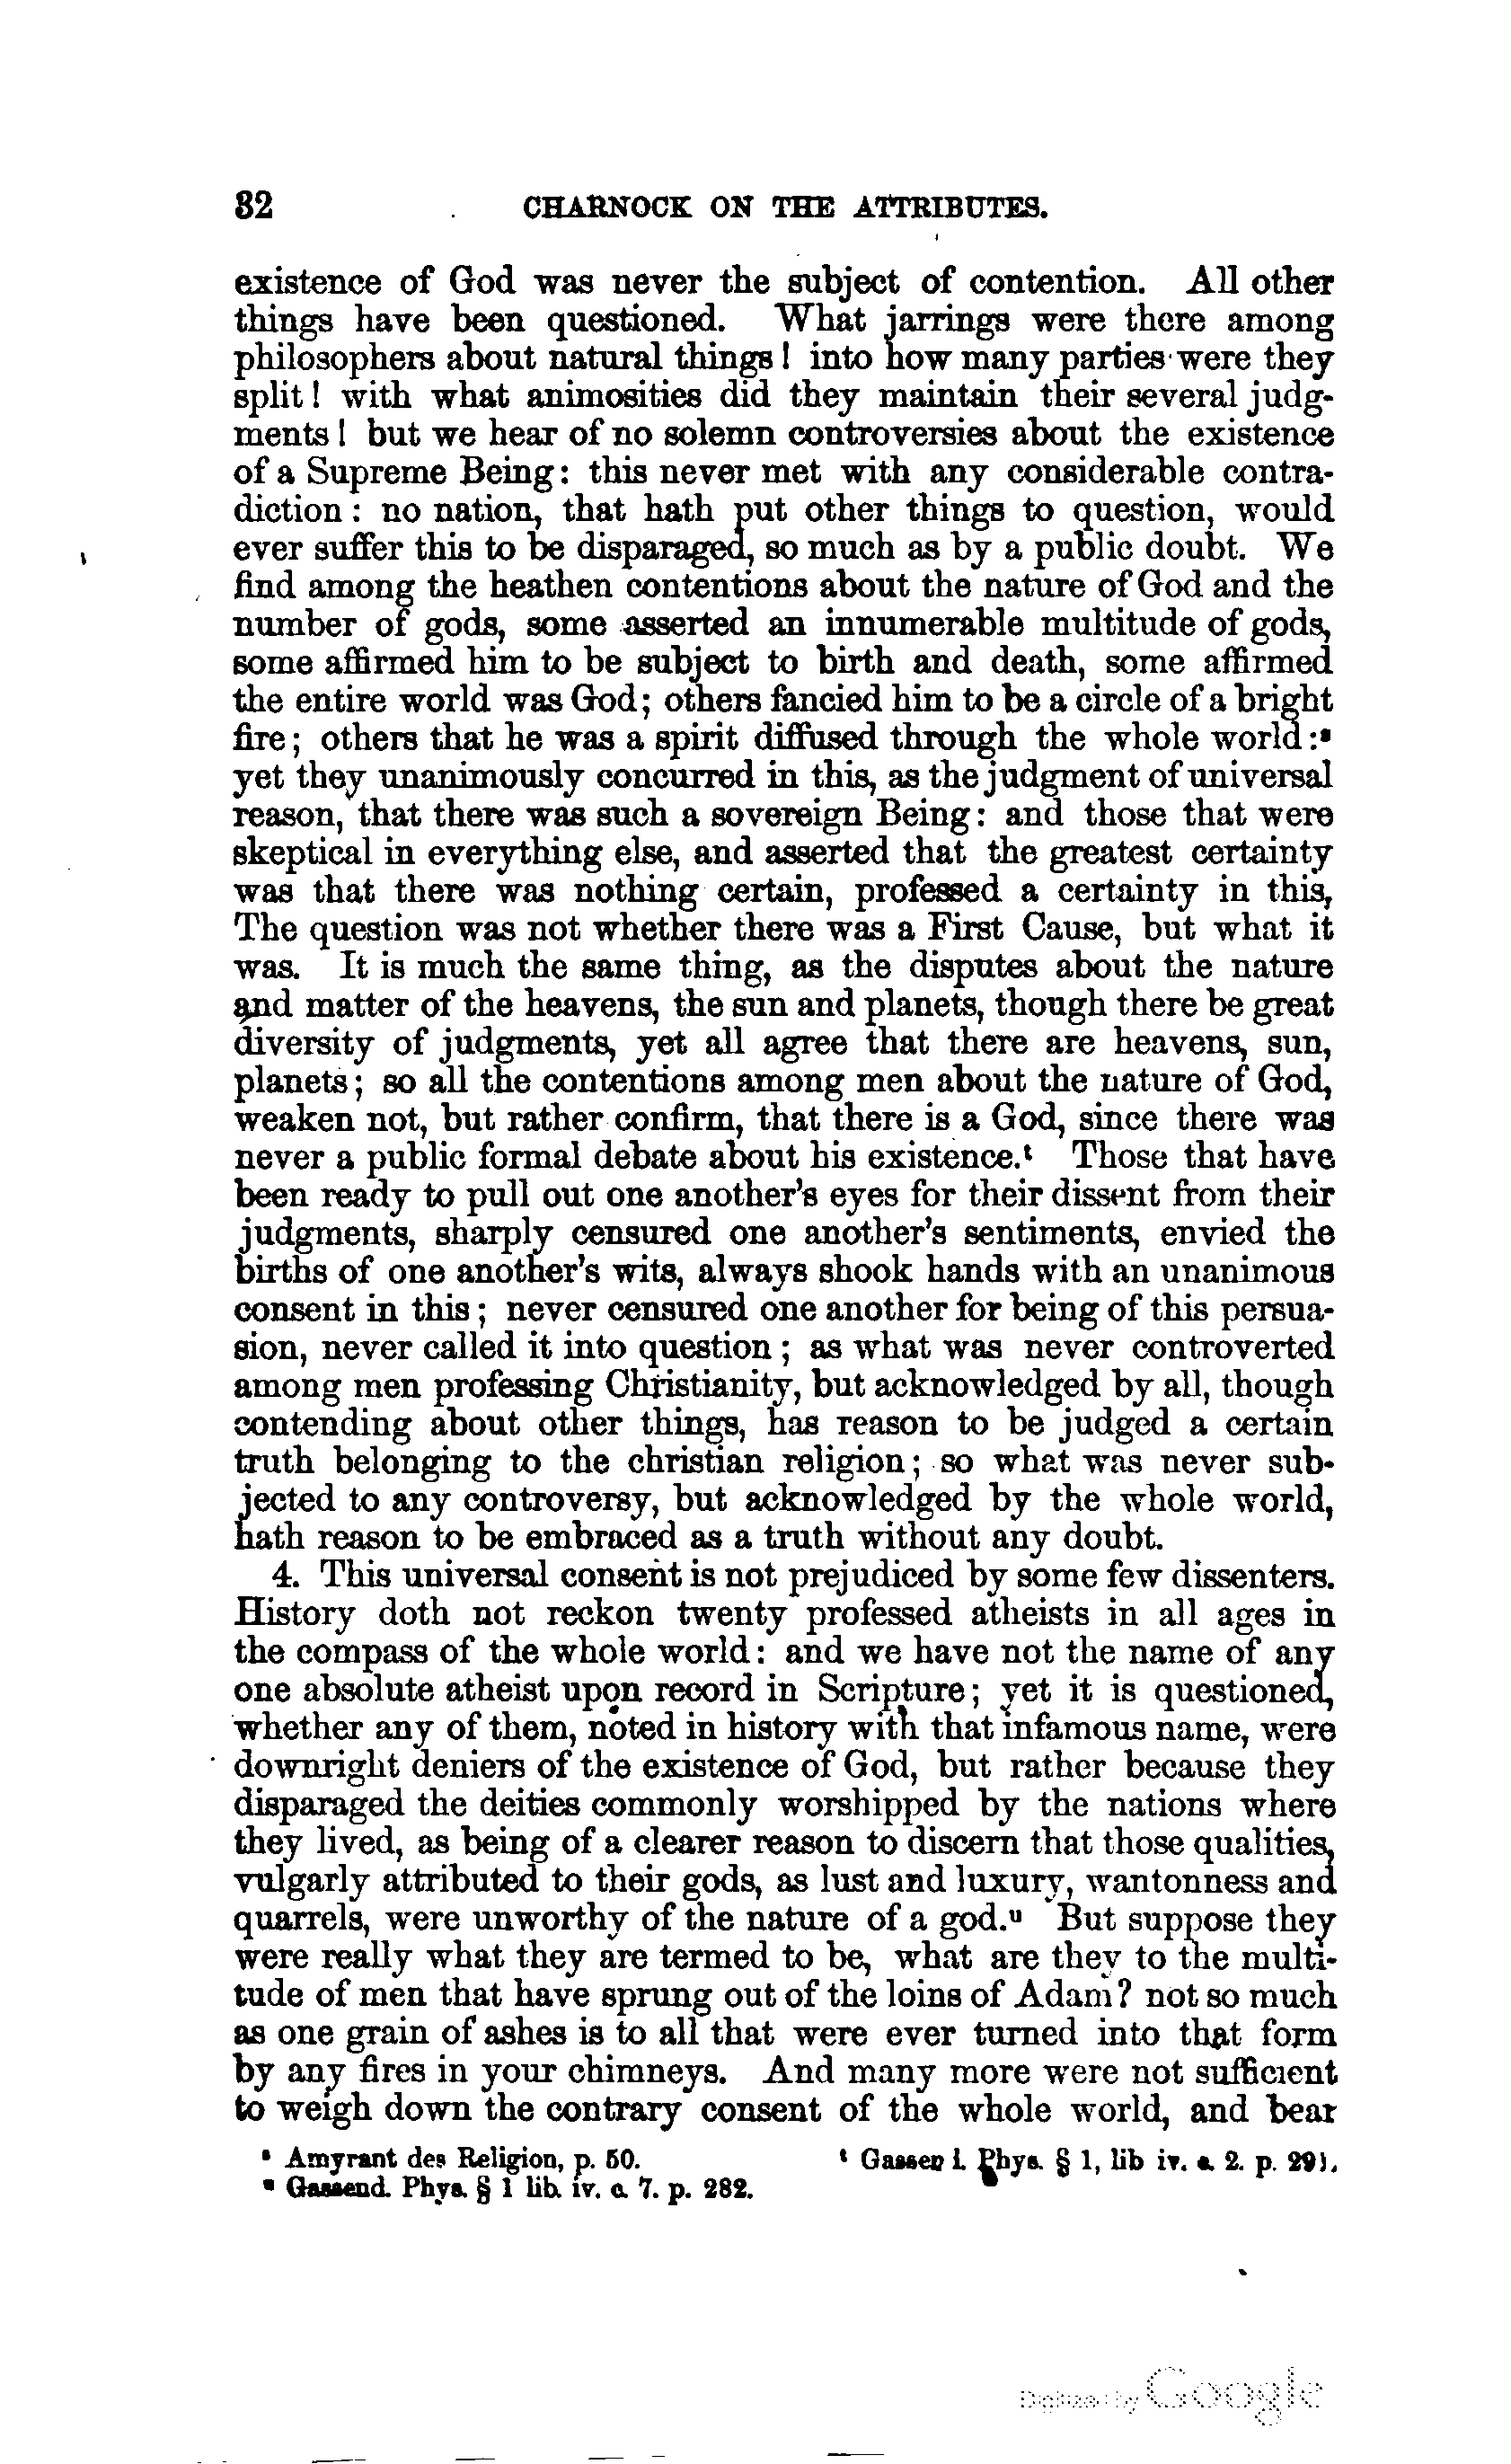 32 CHARNOCK ON THE ATTRIBUTES.
existence of God was never the subject of contention. All other
things have been questioned. What jarrings were there among
philosophers about natural things! into how many parties were they
split! with what animosities did they maintain their several judg-
ments! but we hear of no solemn controversies about the existence
of a Supreme Being: this never met with any considerable contra-
diction: no nation, that hath put other things to question, would
ever suffer this to be disparaged, so much as by a public doubt. We
find among the heathen contentions about the nature of God and the
number of gods, some asserted an innumerable multitude of gods,
some affirmed him to be subject to birth and death, some affirmed
the entire world was God; others fancied him to be a circle of a bright
fire; others that he was a spirit diffused through the whole world:s
yet they unanimously concurred in this, as the judgment of universal
reason, that there was such a sovereign Being: and those that were
skeptical in everything else, and asserted that the greatest certainty
was that there was nothing certain, professed a certainty in this,
The question was not whether there was a First Cause, but what it
was. It is much the same thing, as the disputes about the nature
and matter of the heavens, the sun and planets, though there be great
diversity of judgments, yet all agree that there are heavens, sun,
planets; so all the contentions among men about the nature of God,
weaken not, but rather confirm, that there is a God, since there was
never a public formal debate about his existence.t Those that have
been ready to pull out one another's eyes for their dissent from their
judgments, sharply censured one another's sentiments, envied the
births of one another's wits, always shook hands with an unanimous
consent in this; never censured one another for being of this persua-
sion, never called it into question; as what was never controverted
among men professing Christianity, but acknowledged by all, though
contending about other things, has reason to be judged a certain
truth belonging to the christian religion; so what was never sub-
jected to any controversy, but acknowledged by the whole world,
hath reason to be embraced as a truth without any doubt.
4. This universal consent is not prejudiced by some few dissenters.
History doth not reckon twenty professed atheists in all ages in
the compass of the whole world: and we have not the name of any
one absolute atheist upon record in Scripture; yet it is questioned,
whether any of them, noted in history with that infamous name, were
downright deniers of the existence of God, but rather because they
disparaged the deities commonly worshipped by the nations where
they lived, as being of a clearer reason to discern that those qualities,
vulgarly attributed to their gods, as lust and luxury, wantonness and
quarrels, were unworthy of the nature of a god.u But suppose they
were really what they are termed to be, what are they to the multi-
tude of men that have sprung out of the loins of Adam? not so much
as one grain of ashes is to all that were ever turned into that form
by any fires in your chimneys. And many more were not sufficient
to weigh down the contrary consent of the whole world, and bear
s Amyrant des Religion, p. 50. t Gassend. Phys. § 1, lib iv. c. 2. p. 291.
u Gassend. Phys. § 1 lib. iv. c. 7. p. 282.
Digitized by Google